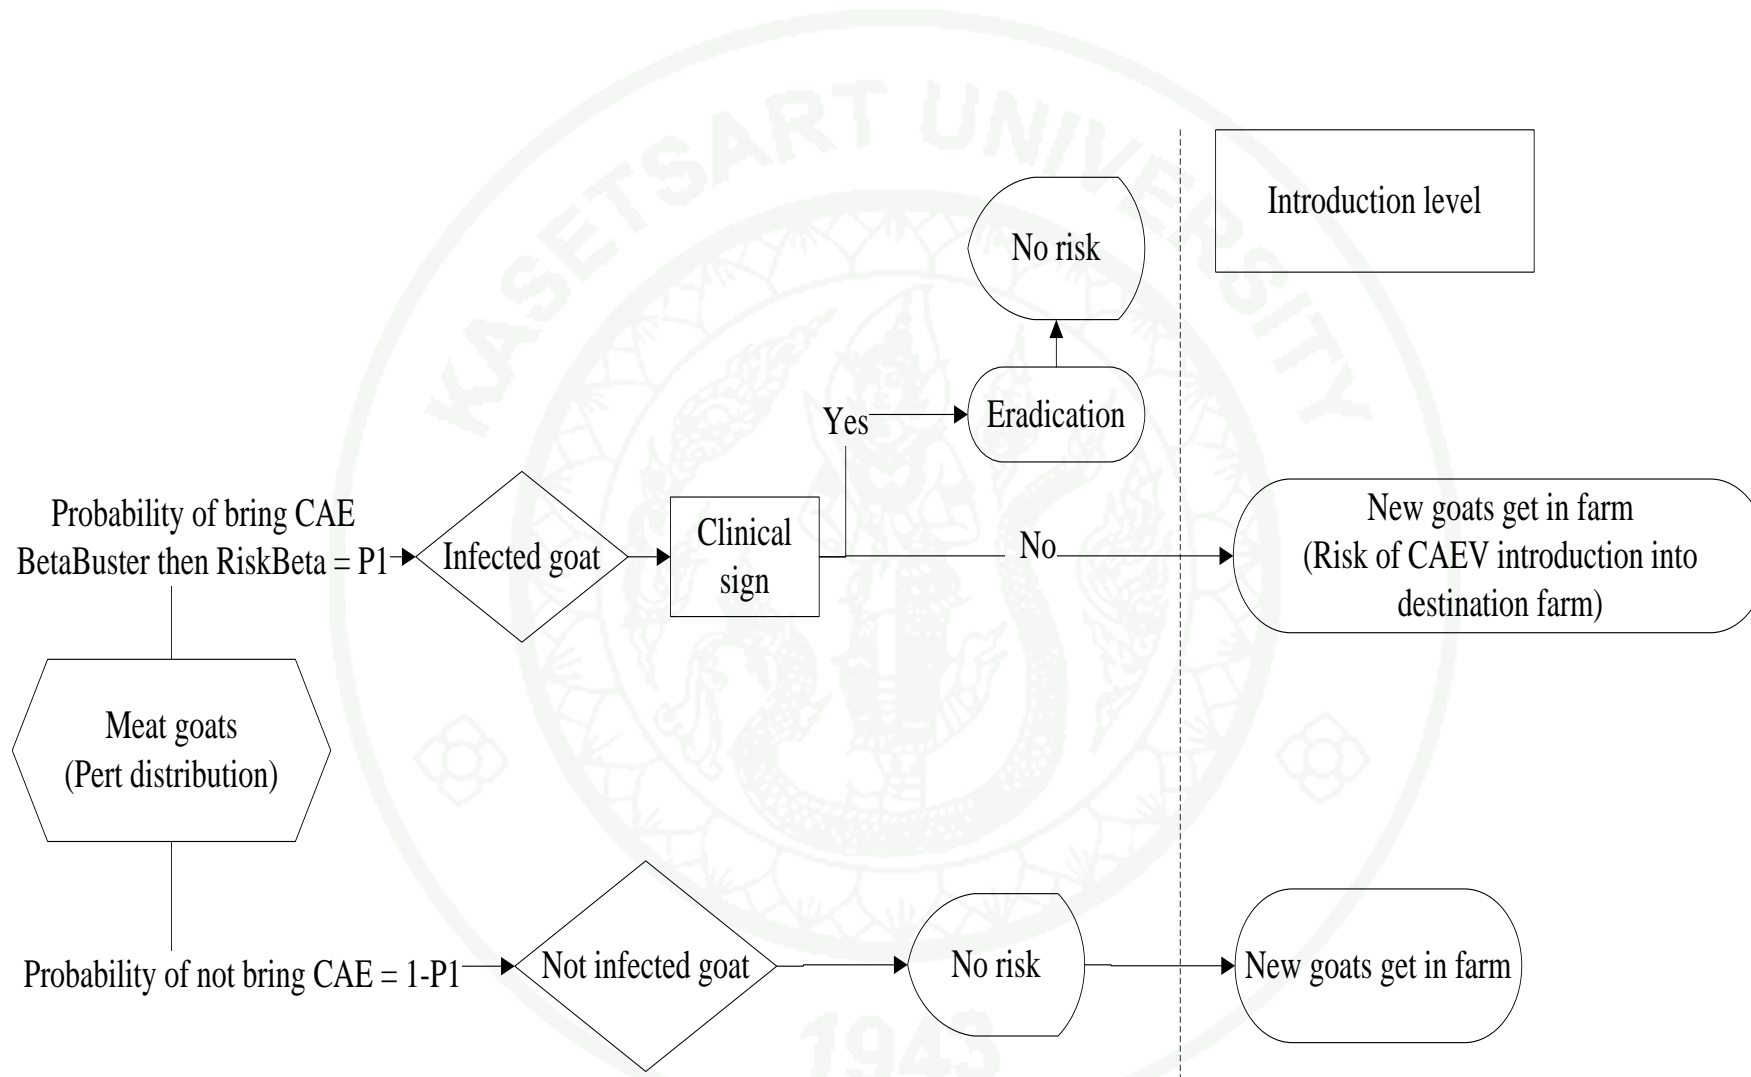 KASETSART UNIVERSITY
Introduction level
No risk
Yes
Eradication
Probability of bring CAE
BetaBuster then RiskBeta = P1
Infected goat
Clinical
sign
No
New goats get in farm
(Risk of CAEV introduction into
destination farm)
Meat goats
(Pert distribution)
Probability of not bring CAE = 1-P1
Not infected goat
No risk
New goats get in farm
1943